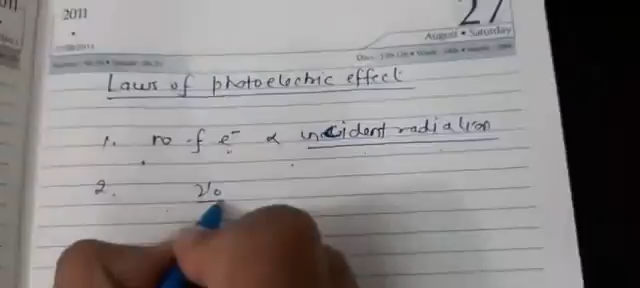 2011
27
August • Saturday
Laws of photoelectric effect
1. no of e⁻ ∝ incident radiation
2. ν₀